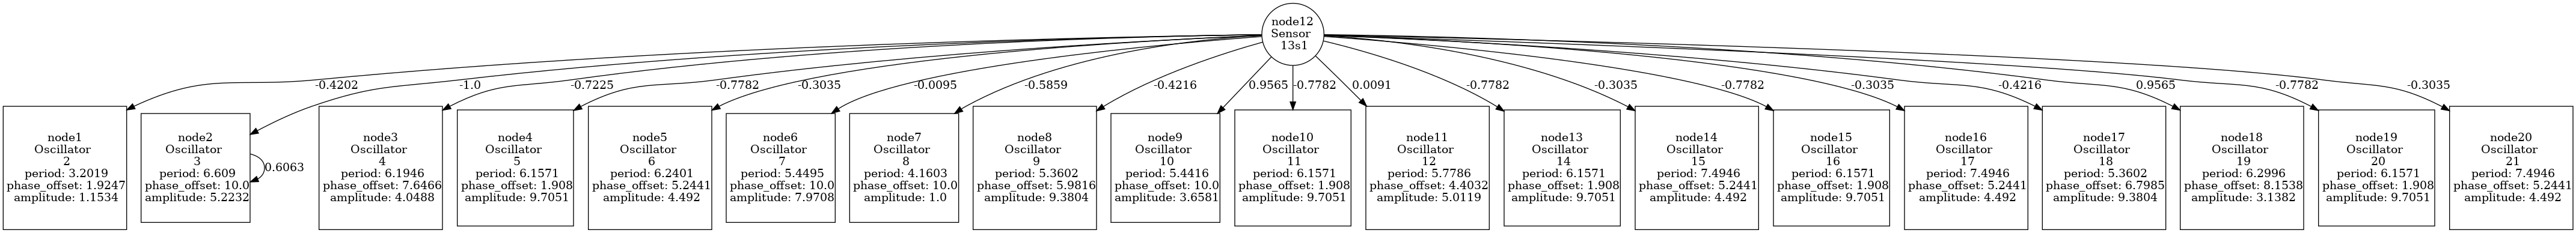 node12
Sensor
13s1
-0.4202
-1.0
-0.7225
-0.7782
-0.3035
-0.0095
-0.5859
-0.4216
0.9565
-0.7782
0.0091
-0.7782
-0.3035
-0.7782
-0.3035
-0.4216
0.9565
-0.7782
-0.3035
node1
Oscillator
2
period: 3.2019
phase_offset: 1.9247
amplitude: 1.1534
node2
Oscillator
3
period: 6.609
phase_offset: 10.0
amplitude: 5.2232
0.6063
node3
Oscillator
4
period: 6.1946
phase_offset: 7.6466
amplitude: 4.0488
node4
Oscillator
5
period: 6.1571
phase_offset: 1.908
amplitude: 9.7051
node5
Oscillator
6
period: 6.2401
phase_offset: 5.2441
amplitude: 4.492
node6
Oscillator
7
period: 5.4495
phase_offset: 10.0
amplitude: 7.9708
node7
Oscillator
8
period: 4.1603
phase_offset: 10.0
amplitude: 1.0
node8
Oscillator
9
period: 5.3602
phase_offset: 5.9816
amplitude: 9.3804
node9
Oscillator
10
period: 5.4416
phase_offset: 10.0
amplitude: 3.6581
node10
Oscillator
11
period: 6.1571
phase_offset: 1.908
amplitude: 9.7051
node11
Oscillator
12
period: 5.7786
phase_offset: 4.4032
amplitude: 5.0119
node13
Oscillator
14
period: 6.1571
phase_offset: 1.908
amplitude: 9.7051
node14
Oscillator
15
period: 7.4946
phase_offset: 5.2441
amplitude: 4.492
node15
Oscillator
16
period: 6.1571
phase_offset: 1.908
amplitude: 9.7051
node16
Oscillator
17
period: 7.4946
phase_offset: 5.2441
amplitude: 4.492
node17
Oscillator
18
period: 5.3602
phase_offset: 6.7985
amplitude: 9.3804
node18
Oscillator
19
period: 6.2996
phase_offset: 8.1538
amplitude: 3.1382
node19
Oscillator
20
period: 6.1571
phase_offset: 1.908
amplitude: 9.7051
node20
Oscillator
21
period: 7.4946
phase_offset: 5.2441
amplitude: 4.492